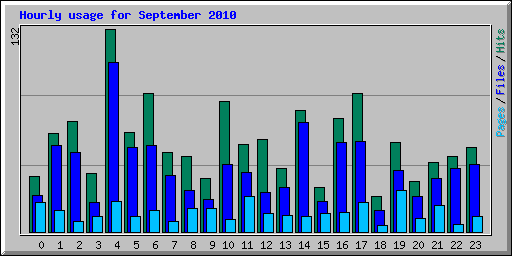 Hourly usage for September 2010
132
Pages/Files/Hits
0 1 2 3 4 5 6 7 8 9 10 11 12 13 14 15 16 17 18 19 20 21 22 23